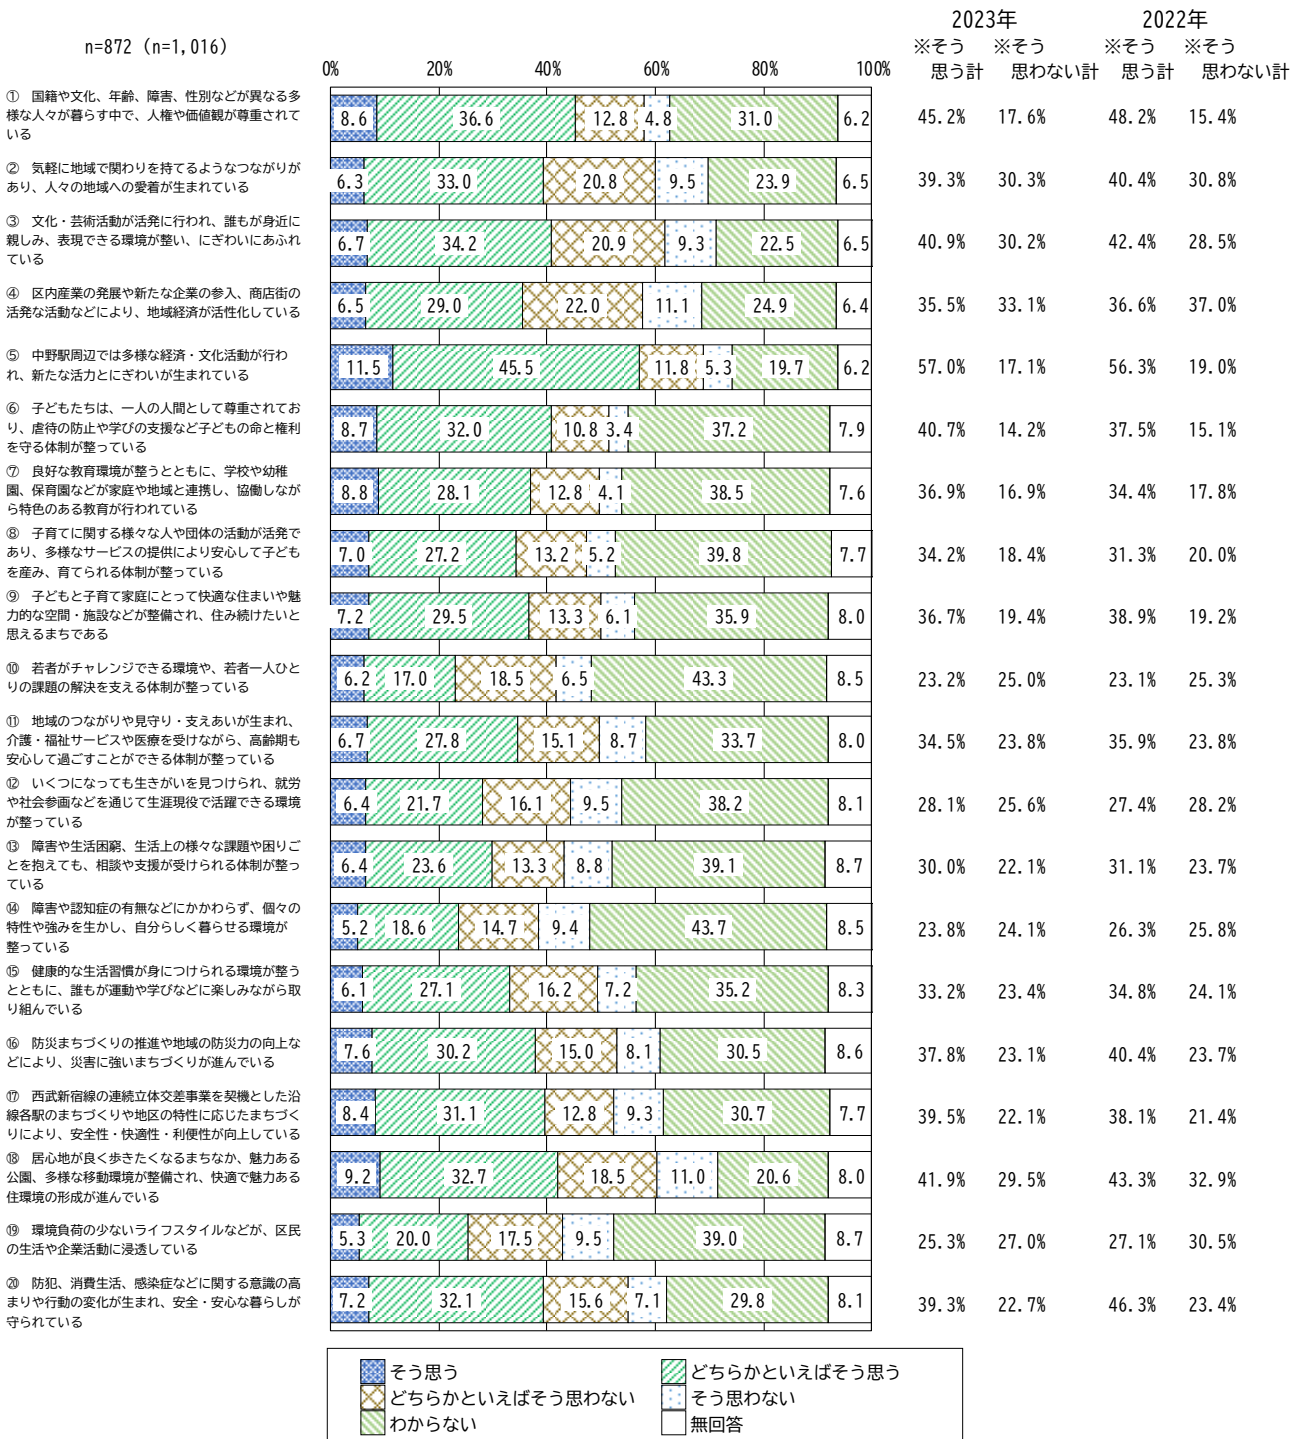 2023年 2022年
n=872 (n=1,016)
※そう ※そう ※そう ※そう
思う計 思わない計 思う計 思わない計
0% 20% 40% 60% 80% 100%
① 国籍や文化、年齢、障害、性別などが異なる多
様な人々が暮らす中で、人権や価値観が尊重されて
いる
8.6 36.6 12.8 4.8 31.0 6.2 45.2% 17.6% 48.2% 15.4%
② 気軽に地域で関わりを持てるようなつながりが
あり、人々の地域への愛着が生まれている
6.3 33.0 20.8 9.5 23.9 6.5 39.3% 30.3% 40.4% 30.8%
③ 文化・芸術活動が活発に行われ、誰もが身近に
親しみ、表現できる環境が整い、にぎわいにあふれ
ている
6.7 34.2 20.9 9.3 22.5 6.5 40.9% 30.2% 42.4% 28.5%
④ 区内産業の発展や新たな企業の参入、商店街の
活発な活動などにより、地域経済が活性化している
6.5 29.0 22.0 11.1 24.9 6.4 35.5% 33.1% 36.6% 37.0%
⑤ 中野駅周辺では多様な経済・文化活動が行わ
れ、新たな活力とにぎわいが生まれている
11.5 45.5 11.8 5.3 19.7 6.2 57.0% 17.1% 56.3% 19.0%
⑥ 子どもたちは、一人の人間として尊重されてお
り、虐待の防止や学びの支援など子どもの命と権利
を守る体制が整っている
8.7 32.0 10.8 3.4 37.2 7.9 40.7% 14.2% 37.5% 15.1%
⑦ 良好な教育環境が整うとともに、学校や幼稚
園、保育園などが家庭や地域と連携し、協働しなが
ら特色のある教育が行われている
8.8 28.1 12.8 4.1 38.5 7.6 36.9% 16.9% 34.4% 17.8%
⑧ 子育てに関する様々な人や団体の活動が活発で
あり、多様なサービスの提供により安心して子ども
を産み、育てられる体制が整っている
7.0 27.2 13.2 5.2 39.8 7.7 34.2% 18.4% 31.3% 20.0%
⑨ 子どもと子育て家庭にとって快適な住まいや魅
力的な空間・施設などが整備され、住み続けたいと
思えるまちである
7.2 29.5 13.3 6.1 35.9 8.0 36.7% 19.4% 38.9% 19.2%
⑩ 若者がチャレンジできる環境や、若者一人ひと
りの課題の解決を支える体制が整っている
6.2 17.0 18.5 6.5 43.3 8.5 23.2% 25.0% 23.1% 25.3%
⑪ 地域のつながりや見守り・支えあいが生まれ、
介護・福祉サービスや医療を受けながら、高齢期も
安心して過ごすことができる体制が整っている
6.7 27.8 15.1 8.7 33.7 8.0 34.5% 23.8% 35.9% 23.8%
⑫ いくつになっても生きがいを見つけられ、就労
や社会参画などを通じて生涯現役で活躍できる環境
が整っている
6.4 21.7 16.1 9.5 38.2 8.1 28.1% 25.6% 27.4% 28.2%
⑬ 障害や生活困窮、生活上の様々な課題や困りご
とを抱えても、相談や支援が受けられる体制が整っ
ている
6.4 23.6 13.3 8.8 39.1 8.7 30.0% 22.1% 31.1% 23.7%
⑭ 障害や認知症の有無などにかかわらず、個々の
特性や強みを生かし、自分らしく暮らせる環境が
整っている
5.2 18.6 14.7 9.4 43.7 8.5 23.8% 24.1% 26.3% 25.8%
⑮ 健康的な生活習慣が身につけられる環境が整う
とともに、誰もが運動や学びなどに楽しみながら取
り組んでいる
6.1 27.1 16.2 7.2 35.2 8.3 33.2% 23.4% 34.8% 24.1%
⑯ 防災まちづくりの推進や地域の防災力の向上な
どにより、災害に強いまちづくりが進んでいる
7.6 30.2 15.0 8.1 30.5 8.6 37.8% 23.1% 40.4% 23.7%
⑰ 西武新宿線の連続立体交差事業を契機とした沿
線各駅のまちづくりや地区の特性に応じたまちづく
りにより、安全性・快適性・利便性が向上している
8.4 31.1 12.8 9.3 30.7 7.7 39.5% 22.1% 38.1% 21.4%
⑱ 居心地が良く歩きたくなるまちなか、魅力ある
公園、多様な移動環境が整備され、快適で魅力ある
住環境の形成が進んでいる
9.2 32.7 18.5 11.0 20.6 8.0 41.9% 29.5% 43.3% 32.9%
⑲ 環境負荷の少ないライフスタイルなどが、区民
の生活や企業活動に浸透している
5.3 20.0 17.5 9.5 39.0 8.7 25.3% 27.0% 27.1% 30.5%
⑳ 防犯、消費生活、感染症などに関する意識の高
まりや行動の変化が生まれ、安全・安心な暮らしが
守られている
7.2 32.1 15.6 7.1 29.8 8.1 39.3% 22.7% 46.3% 23.4%
そう思う どちらかといえばそう思う
どちらかといえばそう思わない そう思わない
わからない 無回答